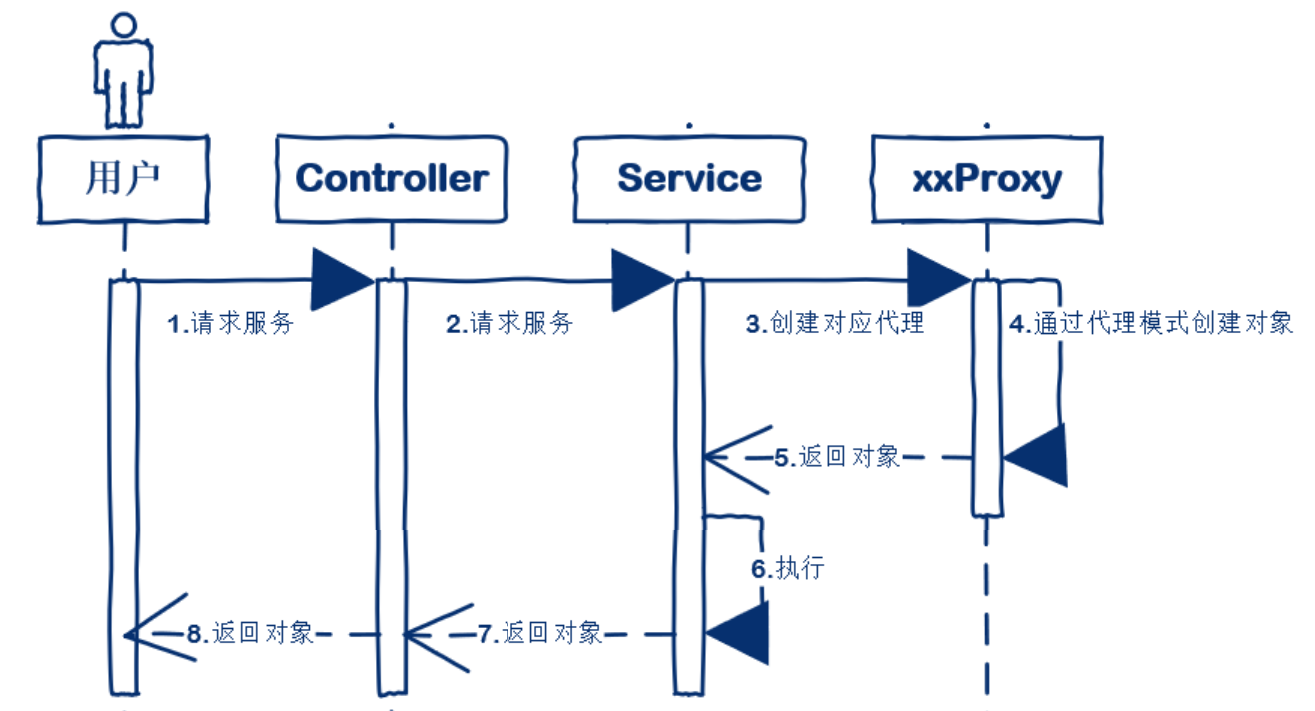 用户
Controller
Service
xxProxy
1.请求服务
2.请求服务
3.创建对应代理
4.通过代理模式创建对象
5.返回对象
6.执行
8.返回对象
7.返回对象